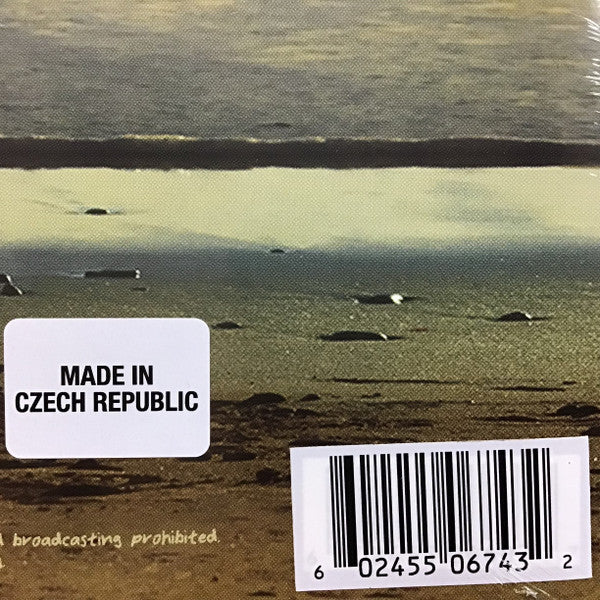 MADE IN
CZECH REPUBLIC
broadcasting prohibited.
6 02455 06743 2